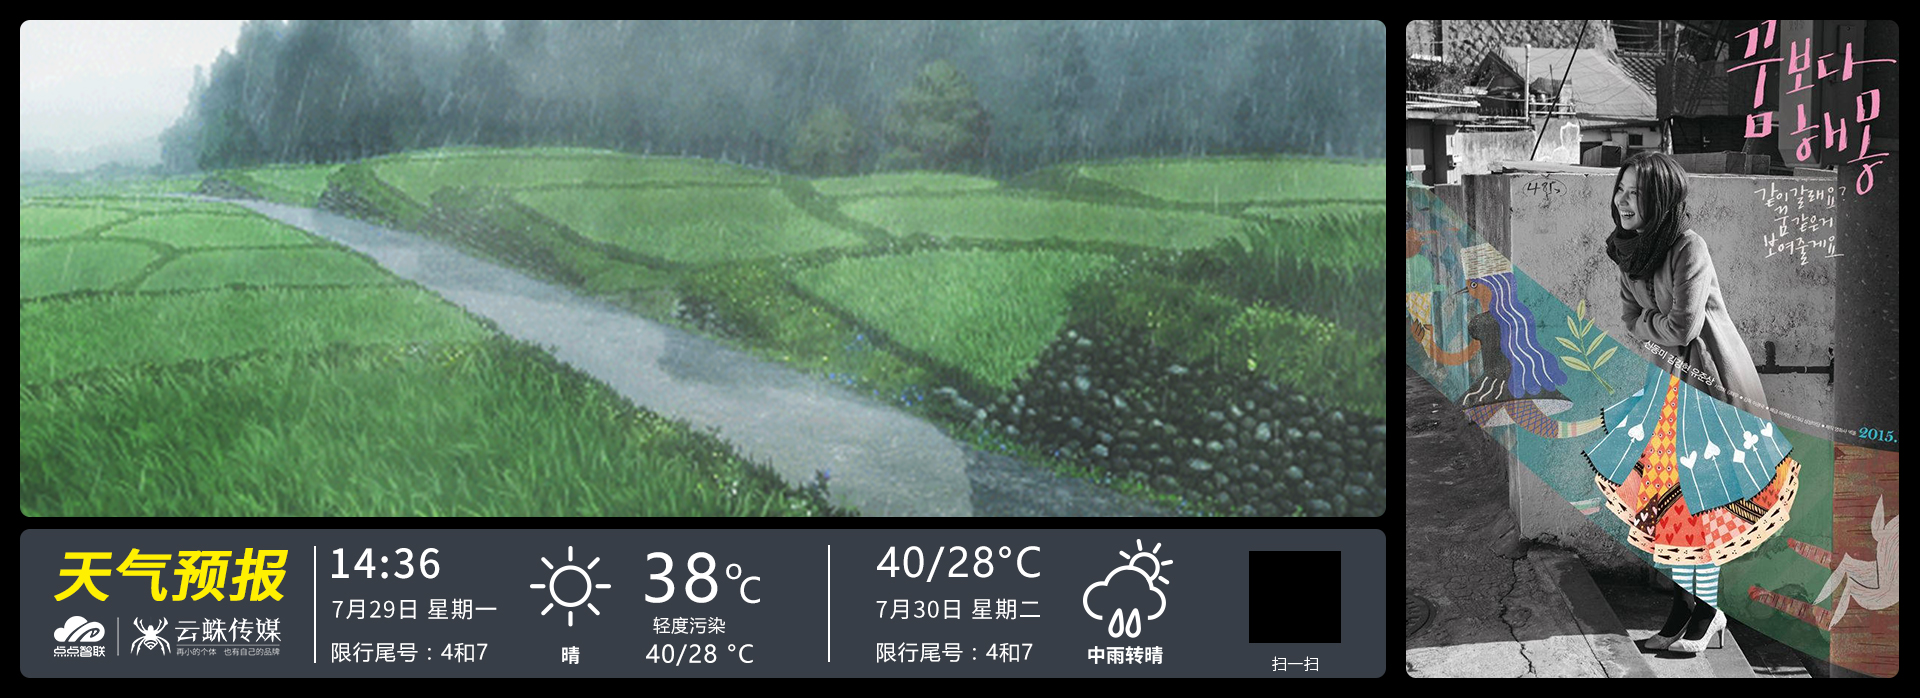 天气预报
点点智联
云蛛传媒
再小的个体 也有自己的品牌
14:36
7月29日 星期一
限行尾号：4和7
晴
38℃
轻度污染
40/28 °C
40/28°C
7月30日 星期二
限行尾号：4和7
中雨转晴
扫一扫
꿈보다
해몽
같이갈래요?
꿈같은거
보여줄게요
신동미 김강현 유준상
2015.